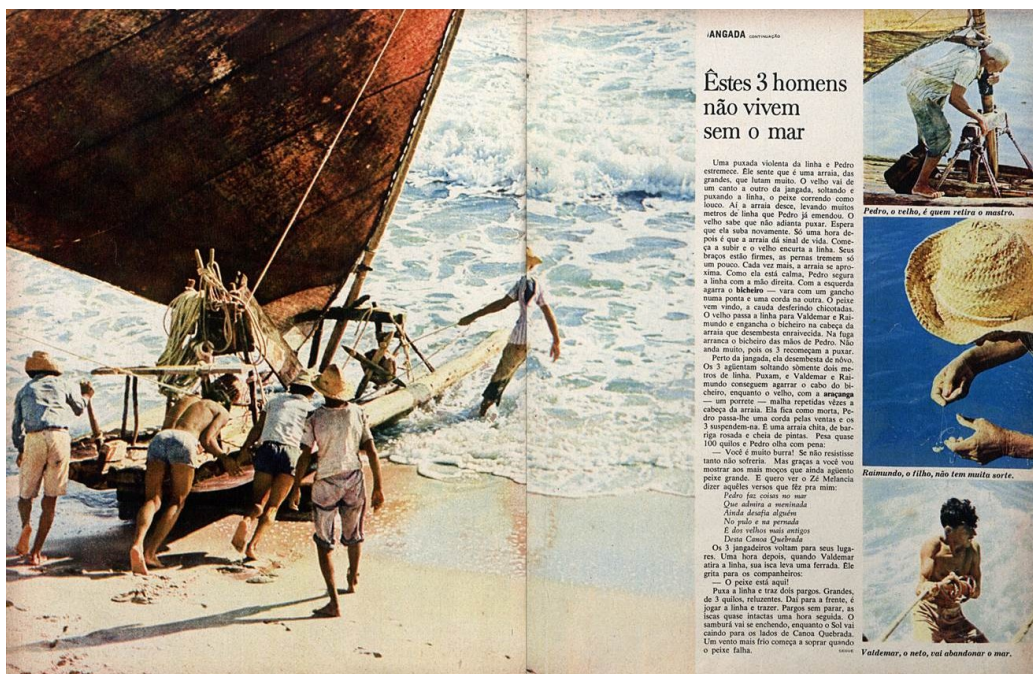 JANGADA CONTINUAÇÃO
Êstes 3 homens
não vivem
sem o mar
Uma puxada violenta da linha e Pedro
estremece. Êle sente que é uma arraia, das
grandes, que lutam muito. O velho vai de
um canto a outro da jangada, soltando e
puxando a linha, o peixe correndo como
louco. Aí a arraia desce, levando muitos
metros de linha que Pedro já emendou. O
velho sabe que não adianta puxar. Espera
que ela suba novamente. Só uma hora de-
pois é que a arraia dá sinal de vida. Come-
ça a subir e o velho encurta a linha. Seus
braços estão firmes, as pernas tremem só
um pouco. Cada vez mais, a arraia se apro-
xima. Como ela está calma, Pedro segura
a linha com a mão direita. Com a esquerda
agarra o bicheiro — vara com um gancho
numa ponta e uma corda na outra. O peixe
vem vindo, a cauda desferindo chicotadas.
O velho passa a linha para Valdemar e Rai-
mundo e engancha o bicheiro na cabeça da
arraia que desembesta enraivecida. Na fuga
arranca o bicheiro das mãos de Pedro. Não
anda muito, pois os 3 recomeçam a puxar.
Perto da jangada, ela desembesta de nôvo.
Os 3 agüentam soltando sòmente dois me-
tros de linha. Puxam, e Valdemar e Rai-
mundo conseguem agarrar o cabo do bi-
cheiro, enquanto o velho, com a araçanga
— um porrete — malha repetidas vêzes a
cabeça da arraia. Ela fica como morta, Pe-
dro passa-lhe uma corda pelas ventas e os
3 suspendem-na. É uma arraia chita, de bar-
riga rosada e cheia de pintas. Pesa quase
100 quilos e Pedro olha com pena:
— Você é muito burra! Se não resistisse
tanto não sofreria. Mas graças a você vou
mostrar aos mais moços que ainda agüento
peixe grande. E quero ver o Zé Melancia
dizer aquêles versos que fêz pra mim:
Pedro faz coisas no mar
Que admira a meninada
Ainda desafia alguém
No pulo e na pernada
É dos velhos mais antigos
Desta Canoa Quebrada
Os 3 jangadeiros voltam para seus luga-
res. Uma hora depois, quando Valdemar
atira a linha, sua isca leva uma ferrada. Êle
grita para os companheiros:
— O peixe está aqui!
Puxa a linha e traz dois pargos. Grandes,
de 3 quilos, reluzentes. Daí para a frente, é
jogar a linha e trazer. Pargos sem parar, as
iscas quase intactas uma hora seguida. O
samburá vai se enchendo, enquanto o Sol vai
caindo para os lados de Canoa Quebrada.
Um vento mais frio começa a soprar quando
o peixe falha.
SEGUE
Pedro, o velho, é quem retira o mastro.
Raimundo, o filho, não tem muita sorte.
Valdemar, o neto, vai abandonar o mar.